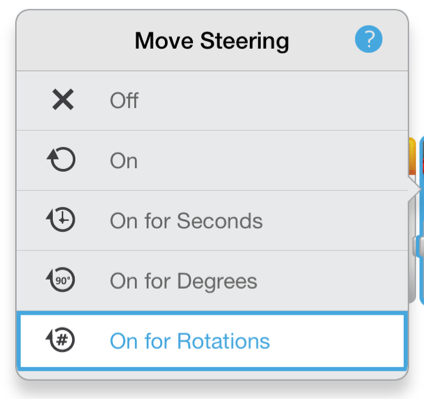 Move Steering ?
Off
On
On for Seconds
90° On for Degrees
# On for Rotations